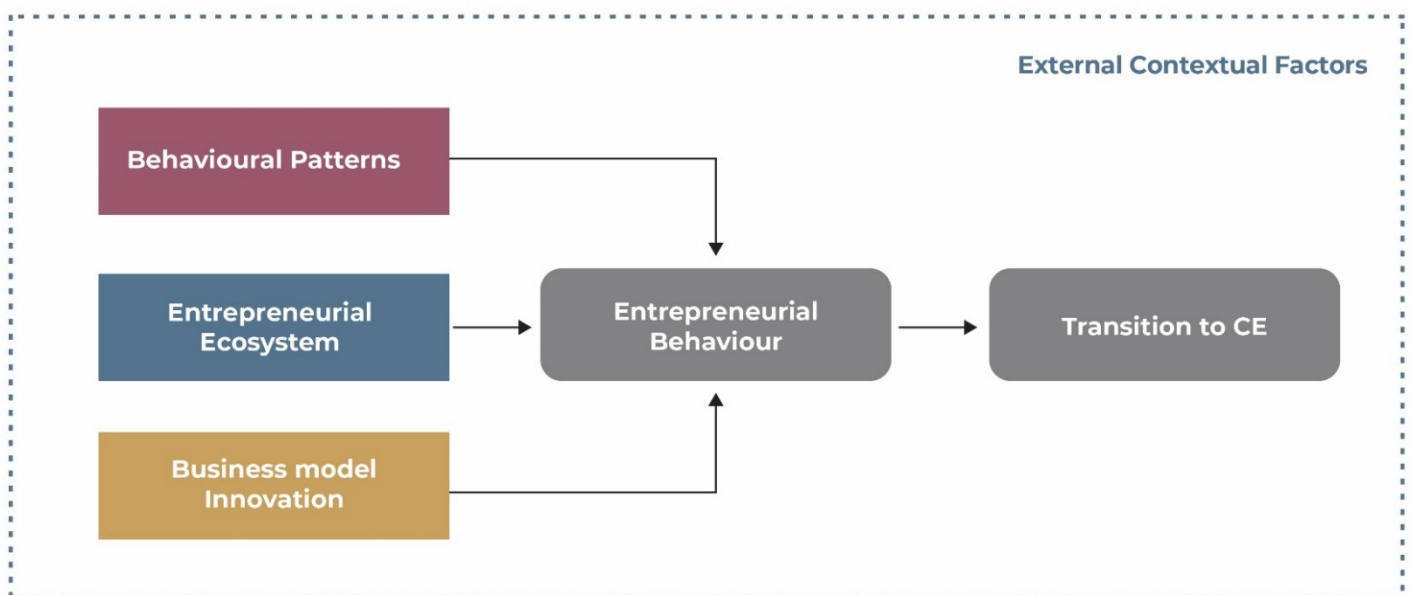 External Contextual Factors
Behavioural Patterns
Entrepreneurial
Ecosystem
Entrepreneurial
Behaviour
Transition to CE
Business model
Innovation